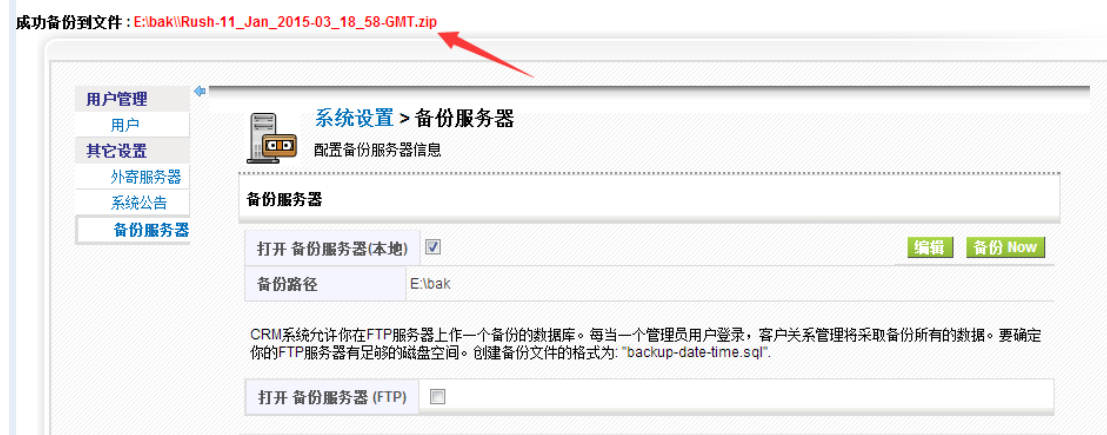 成功备份到文件 : E:\bak\\Rush-11_Jan_2015-03_18_58-GMT.zip
用户管理
用户
其它设置
外寄服务器
系统公告
备份服务器
系统设置 > 备份服务器
配置备份服务器信息
备份服务器
打开 备份服务器(本地) 编辑 备份 Now
备份路径 E:\bak
CRM系统允许你在FTP服务器上作一个备份的数据库。每当一个管理员用户登录，客户关系管理将采取备份所有的数据。要确定
你的FTP服务器有足够的磁盘空间。创建备份文件的格式为: "backup-date-time.sql".
打开 备份服务器 (FTP)